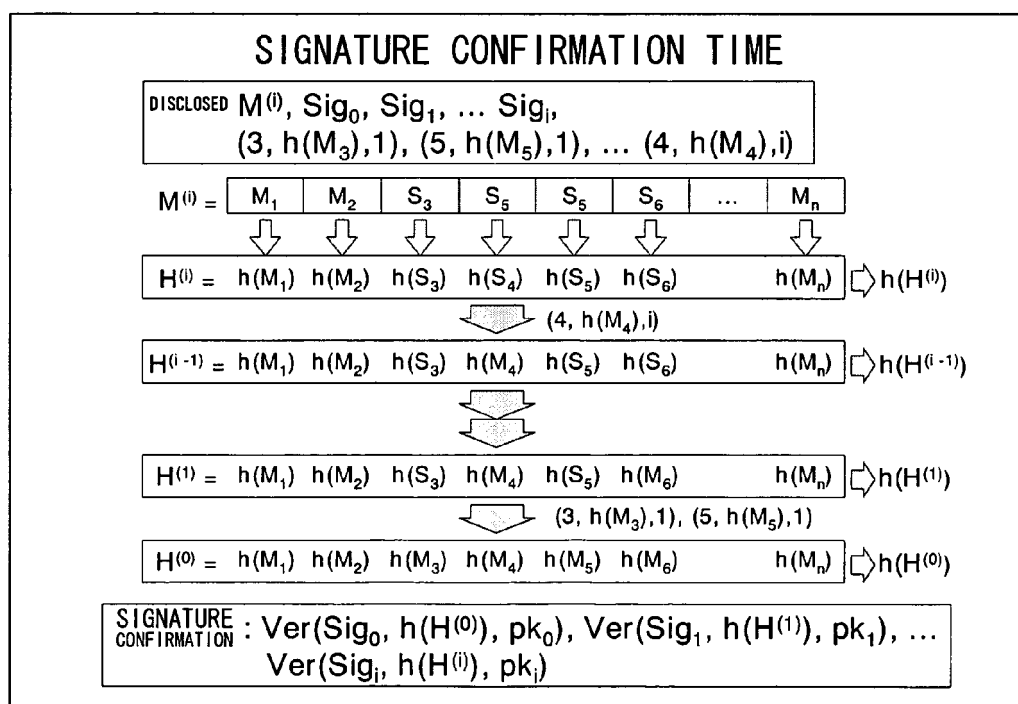 SIGNATURE CONFIRMATION TIME
DISCLOSED M⁽ⁱ⁾, Sig₀, Sig₁, ... Sigᵢ,
(3, h(M₃),1), (5, h(M₅),1), ... (4, h(M₄),i)
M⁽ⁱ⁾ = M₁ M₂ S₃ S₅ S₅ S₆ ... Mₙ
H⁽ⁱ⁾ = h(M₁) h(M₂) h(S₃) h(S₄) h(S₅) h(S₆) h(Mₙ) h(H⁽ⁱ⁾)
(4, h(M₄),i)
H⁽ⁱ⁻¹⁾ = h(M₁) h(M₂) h(S₃) h(M₄) h(S₅) h(S₆) h(Mₙ) h(H⁽ⁱ⁻¹⁾)
H⁽¹⁾ = h(M₁) h(M₂) h(S₃) h(M₄) h(S₅) h(M₆) h(Mₙ) h(H⁽¹⁾)
(3, h(M₃),1), (5, h(M₅),1)
H⁽⁰⁾ = h(M₁) h(M₂) h(M₃) h(M₄) h(M₅) h(M₆) h(Mₙ) h(H⁽⁰⁾)
SIGNATURE CONFIRMATION : Ver(Sig₀, h(H⁽⁰⁾), pk₀), Ver(Sig₁, h(H⁽¹⁾), pk₁), ...
Ver(Sigᵢ, h(H⁽ⁱ⁾), pkᵢ)